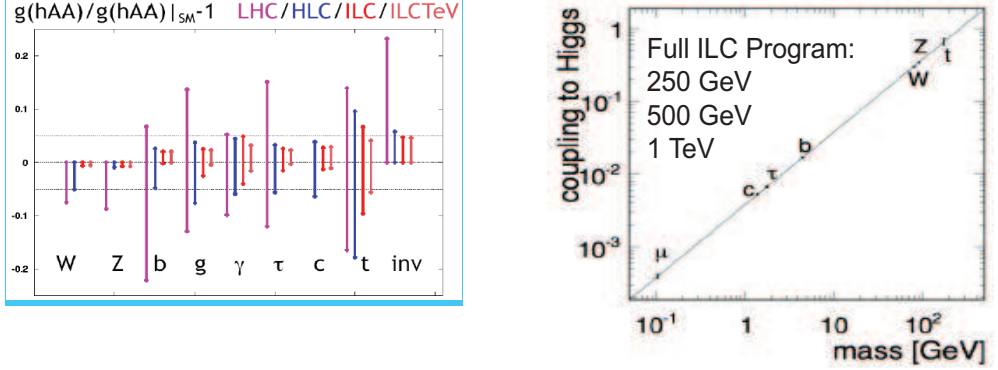 g(hAA)/g(hAA)|SM-1 LHC/HLC/ILC/ILCTeV
0.2
0.1
0
-0.1
-0.2
W Z b g γ τ c t inv
coupling to Higgs
1
10-1
10-2
10-3
Full ILC Program:
250 GeV
500 GeV
1 TeV
Z
W
t
b
τ
c
μ
10-1 1 10 102
mass [GeV]